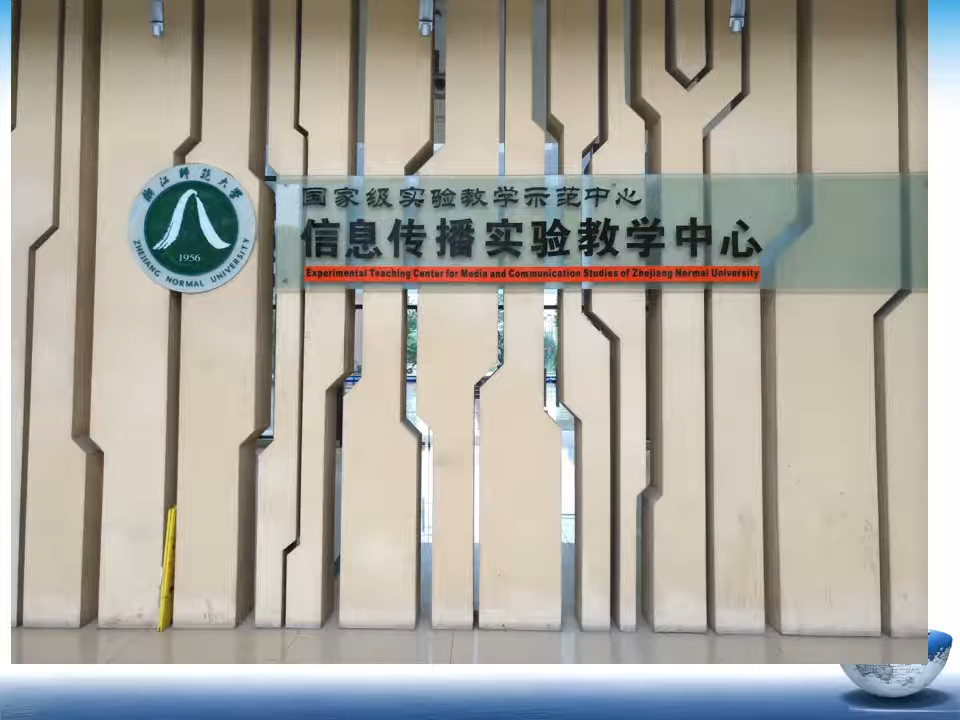 浙江师范大学
1956
ZHEJIANG NORMAL UNIVERSITY
国家级实验教学示范中心
信息传播实验教学中心
Experimental Teaching Center for Media and Communication Studies of Zhejiang Normal University